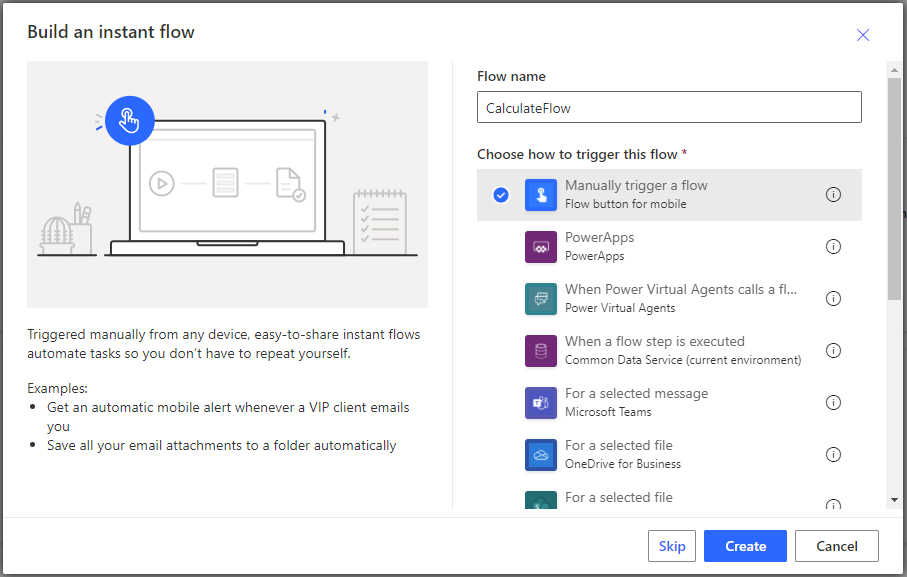 Build an instant flow
Triggered manually from any device, easy-to-share instant flows
automate tasks so you don't have to repeat yourself.
Examples:
• Get an automatic mobile alert whenever a VIP client emails
you
• Save all your email attachments to a folder automatically
Flow name
CalculateFlow
Choose how to trigger this flow *
Manually trigger a flow
Flow button for mobile
PowerApps
PowerApps
When Power Virtual Agents calls a fl...
Power Virtual Agents
When a flow step is executed
Common Data Service (current environment)
For a selected message
Microsoft Teams
For a selected file
OneDrive for Business
For a selected file
Skip
Create
Cancel